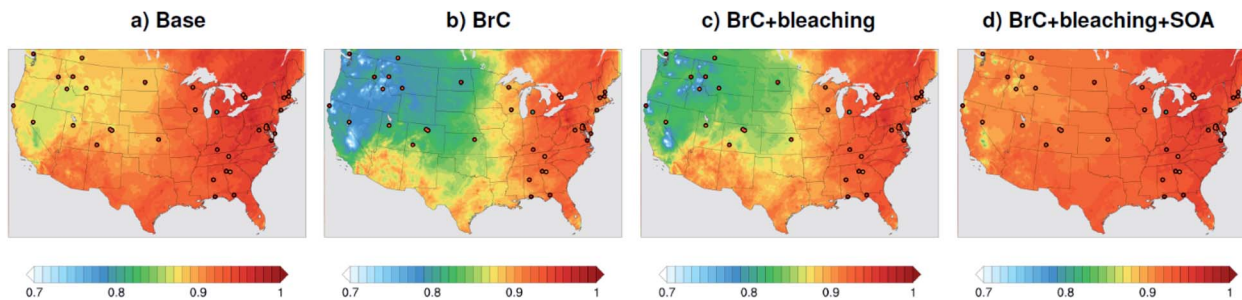 a) Base
b) BrC
c) BrC+bleaching
d) BrC+bleaching+SOA
0.7 0.8 0.9 1
0.7 0.8 0.9 1
0.7 0.8 0.9 1
0.7 0.8 0.9 1